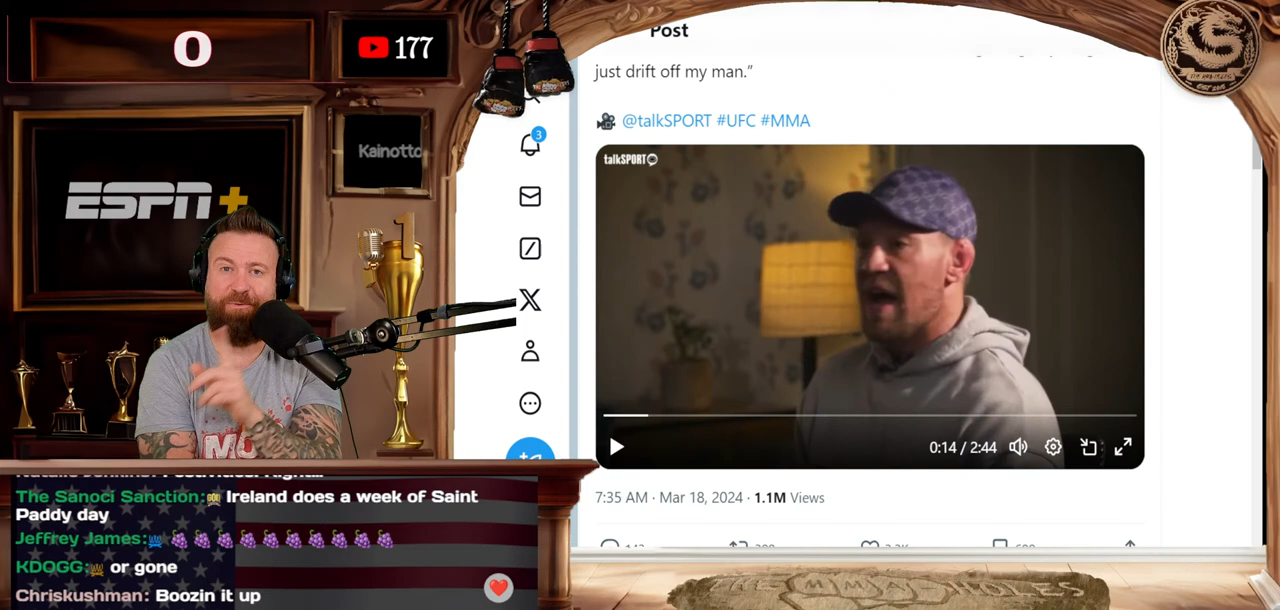 0
177
ESPN+
Kainotto
1
Post
just drift off my man.”
@talkSPORT #UFC #MMA
talkSPORT
3
0:14 / 2:44
7:35 AM · Mar 18, 2024 · 1.1M Views
The Sanoci Sanction: Ireland does a week of Saint
Paddy day
Jeffrey James: 🍇🍇🍇🍇🍇🍇🍇🍇🍇🍇
KDOGG: or gone
Chriskushman: Boozin it up
THE MMA HOLES